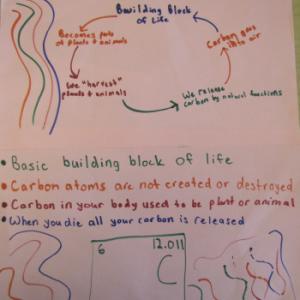 Bwilding Block
of Life
Becomes part
of plants + animals
Carbon goes
into air
We "harvest"
plants + animals
We release
carbon by natural functions
• Basic building block of life
• Carbon atoms are not created or destroyed
• Carbon in your body used to be plant or animal
• When you die all your carbon is released
6
12.011
C